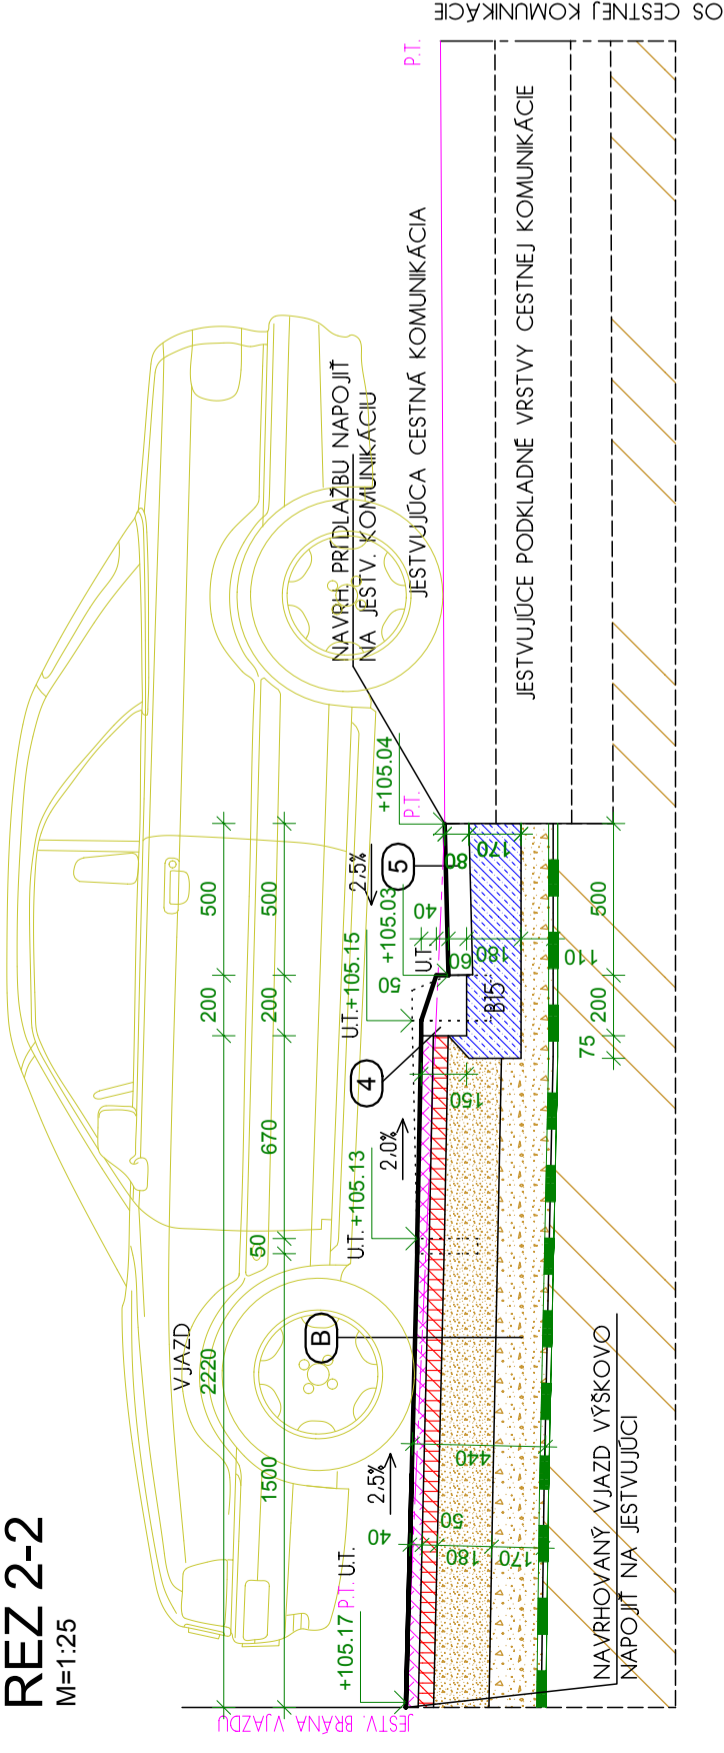 REZ 2-2
M=1:25
OS CESTNEJ KOMUNIKÁCIE
JESTV. BRÁNA VJAZDU
VJAZD
2220
200
500
1500
50
670
200
500
NAVRH. PRÍDLAŽBU NAPOJIŤ
NA JESTV. KOMUNIKÁCIU
+105.17 P.T. U.T.
U.T. +105.13
U.T. +105.15
+105.03
U.T.
+105.04
P.T.
P.T.
2,5%
2,0%
2,5%
B
4
5
JESTVUJÚCA CESTNÁ KOMUNIKÁCIA
JESTVUJÚCE PODKLADNÉ VRSTVY CESTNEJ KOMUNIKÁCIE
40
50
180
170
440
150
50
40
60
180
80
170
110
B15
75
200
500
NAVRHOVANÝ VJAZD VÝŠKOVO
NAPOJIŤ NA JESTVUJÚCI